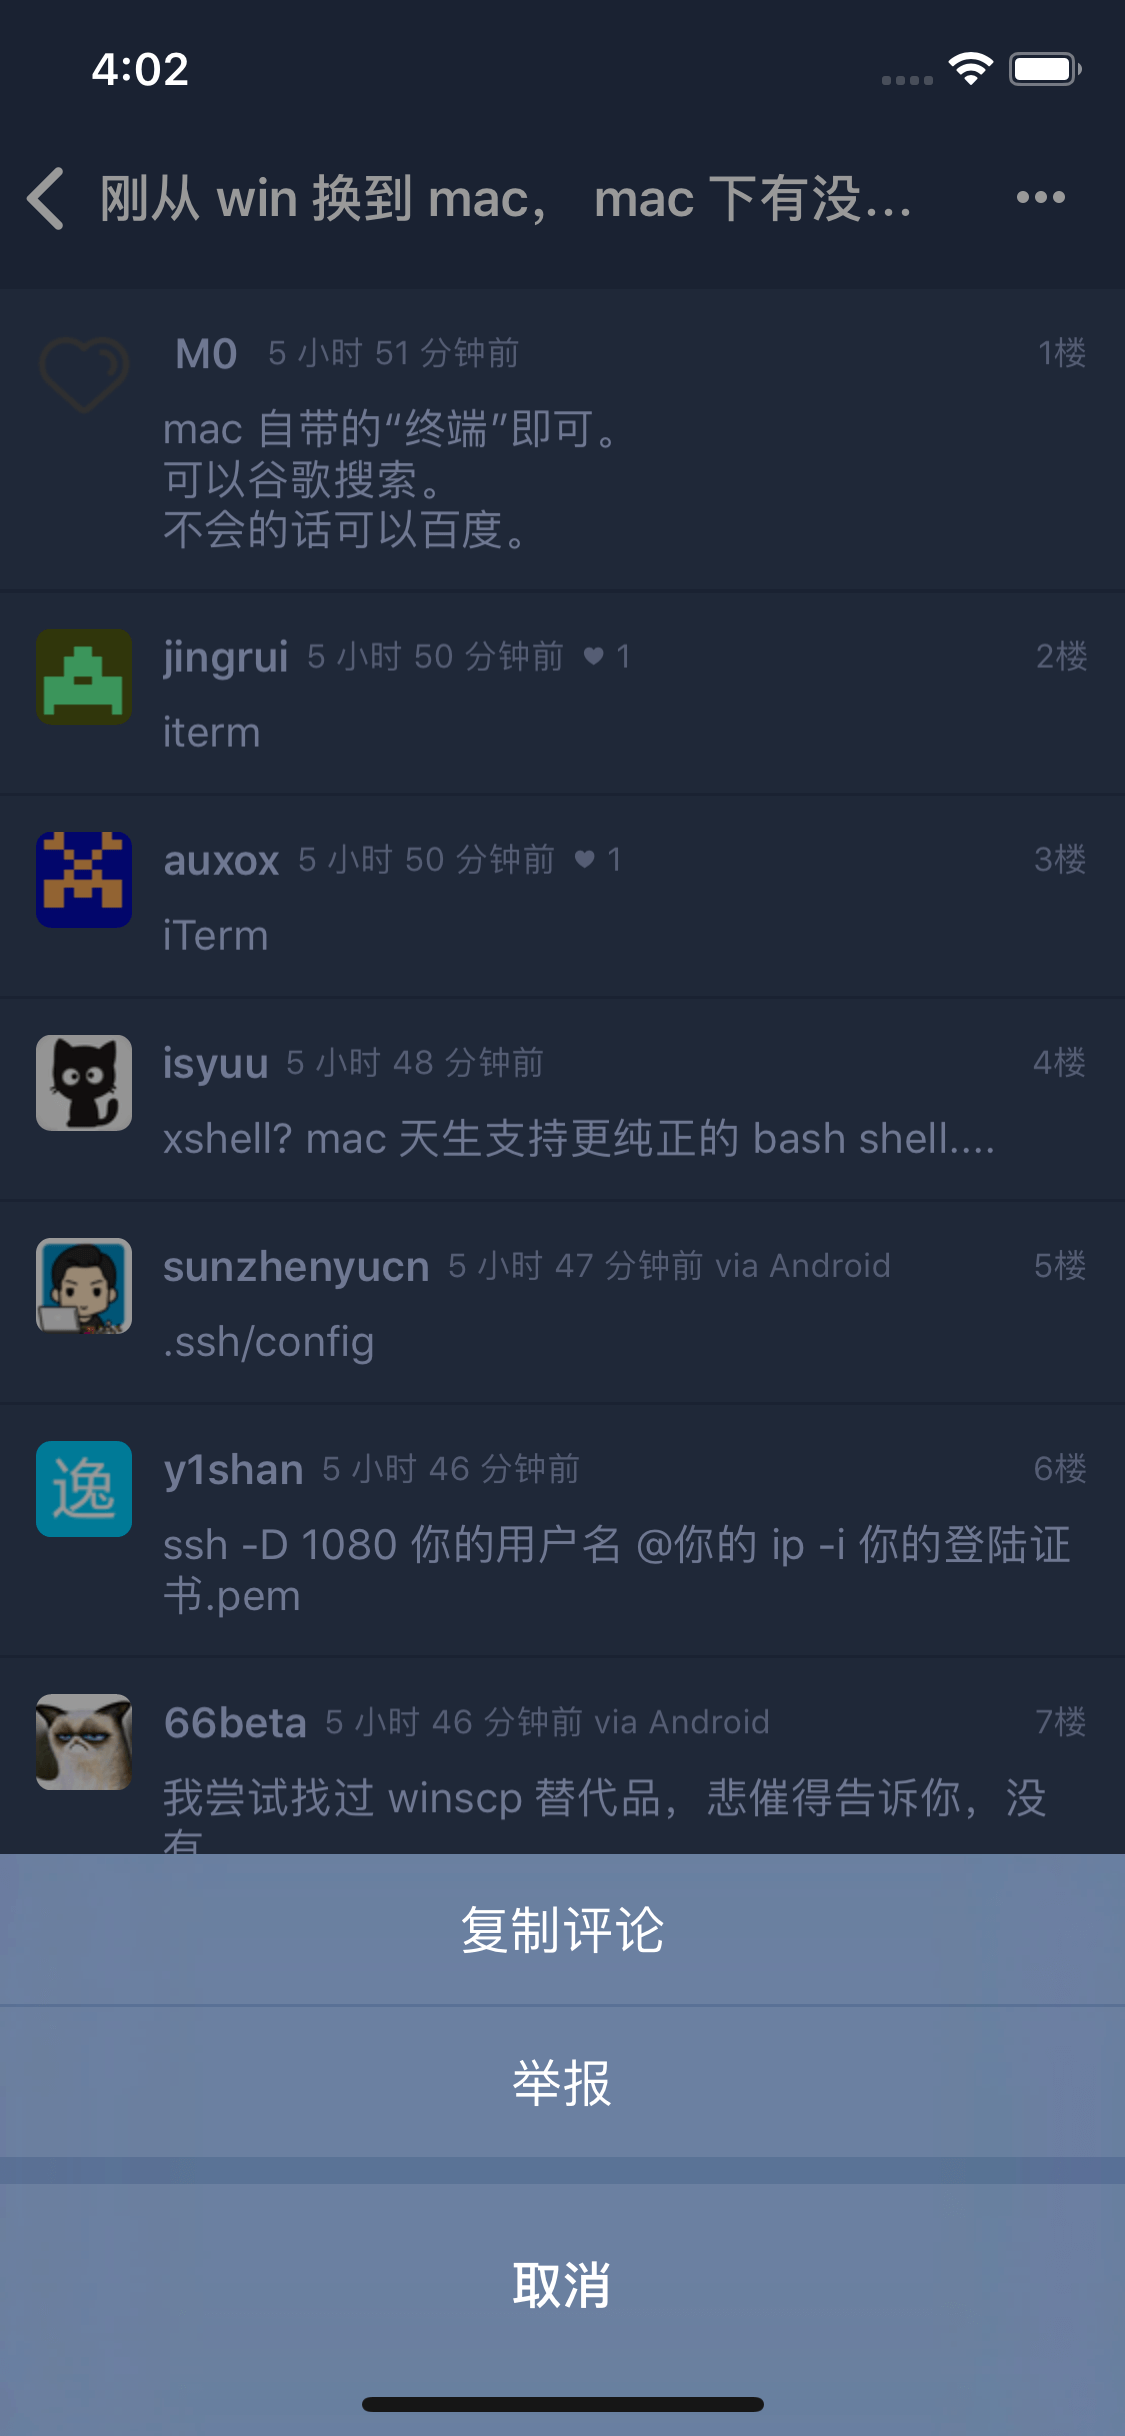 4:02
刚从 win 换到 mac， mac 下有没...
M0 5 小时 51 分钟前 1楼
mac 自带的“终端”即可。
可以谷歌搜索。
不会的话可以百度。
jingrui 5 小时 50 分钟前 ♥ 1 2楼
iterm
auxox 5 小时 50 分钟前 ♥ 1 3楼
iTerm
isyuu 5 小时 48 分钟前 4楼
xshell? mac 天生支持更纯正的 bash shell....
sunzhenyucn 5 小时 47 分钟前 via Android 5楼
.ssh/config
逸
y1shan 5 小时 46 分钟前 6楼
ssh -D 1080 你的用户名 @你的 ip -i 你的登陆证
书.pem
66beta 5 小时 46 分钟前 via Android 7楼
我尝试找过 winscp 替代品，悲催得告诉你，没
有
复制评论
举报
取消